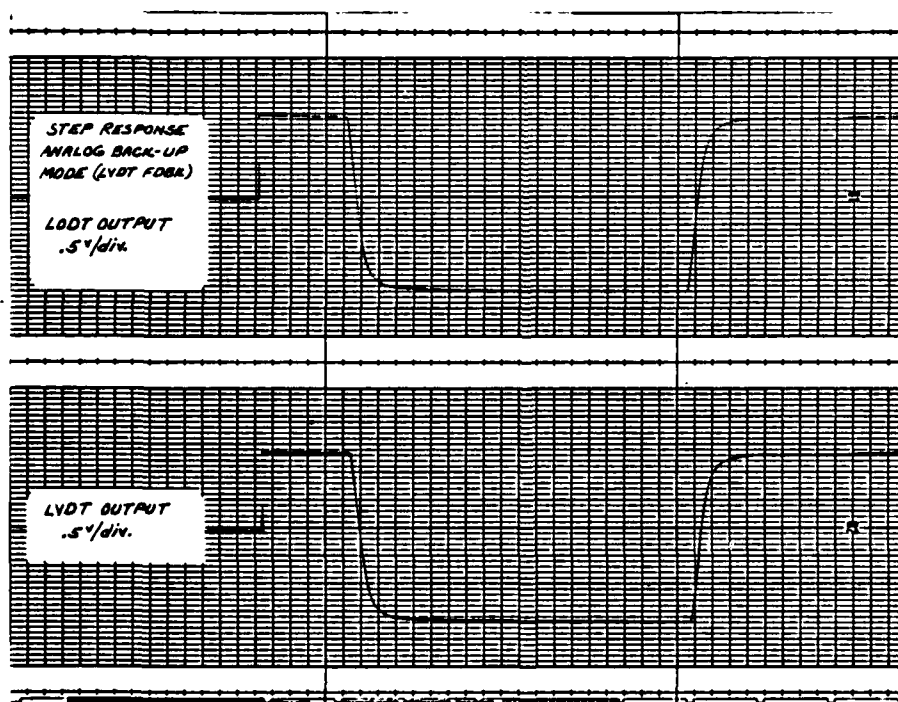 STEP RESPONSE
ANALOG BACK-UP
MODE (LVDT FDBK)
LODT OUTPUT
.5V/div.
LVDT OUTPUT
.5V/div.